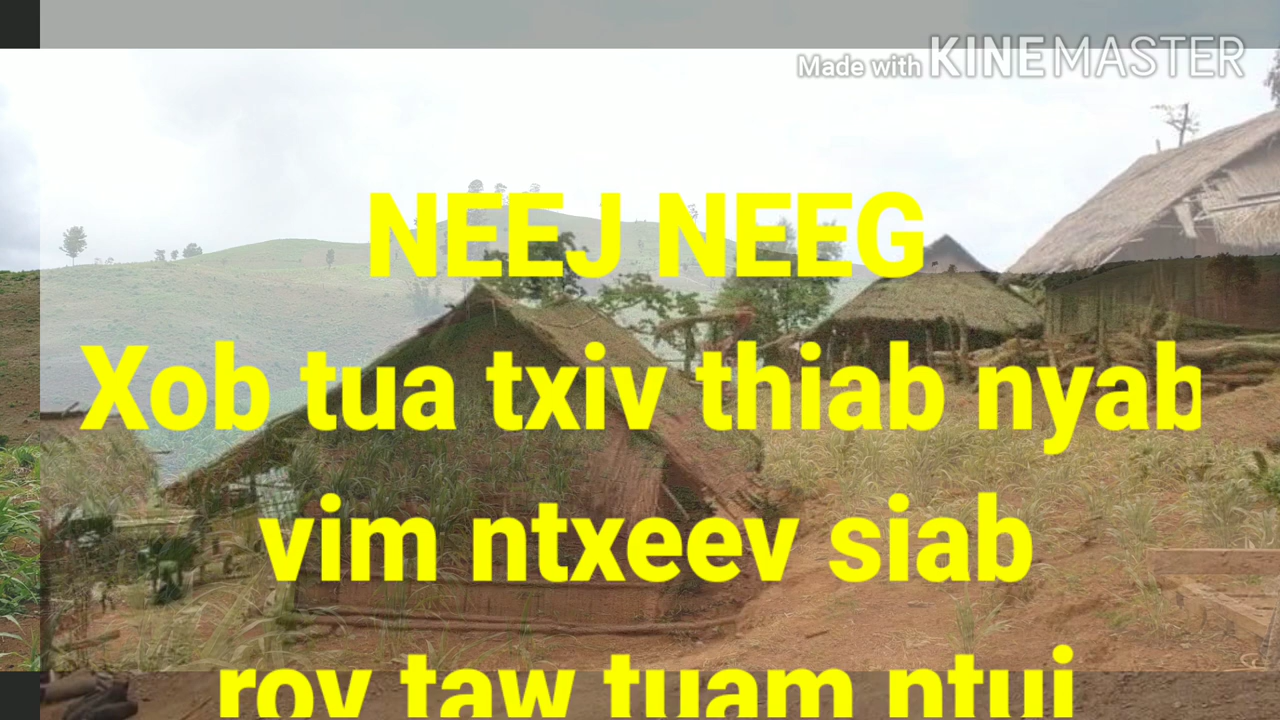 Made with KINEMASTER
NEEJ NEEG
Xob tua txiv thiab nyab
vim ntxeev siab
rov taw tuam ntuj